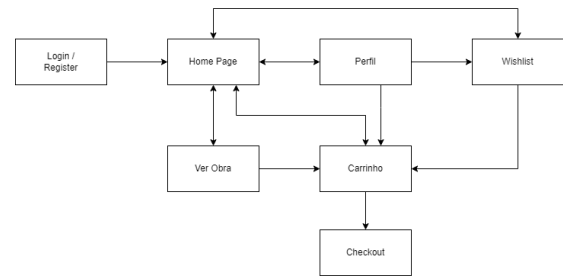 Login /
Register
Home Page
Perfil
Wishlist
Ver Obra
Carrinho
Checkout